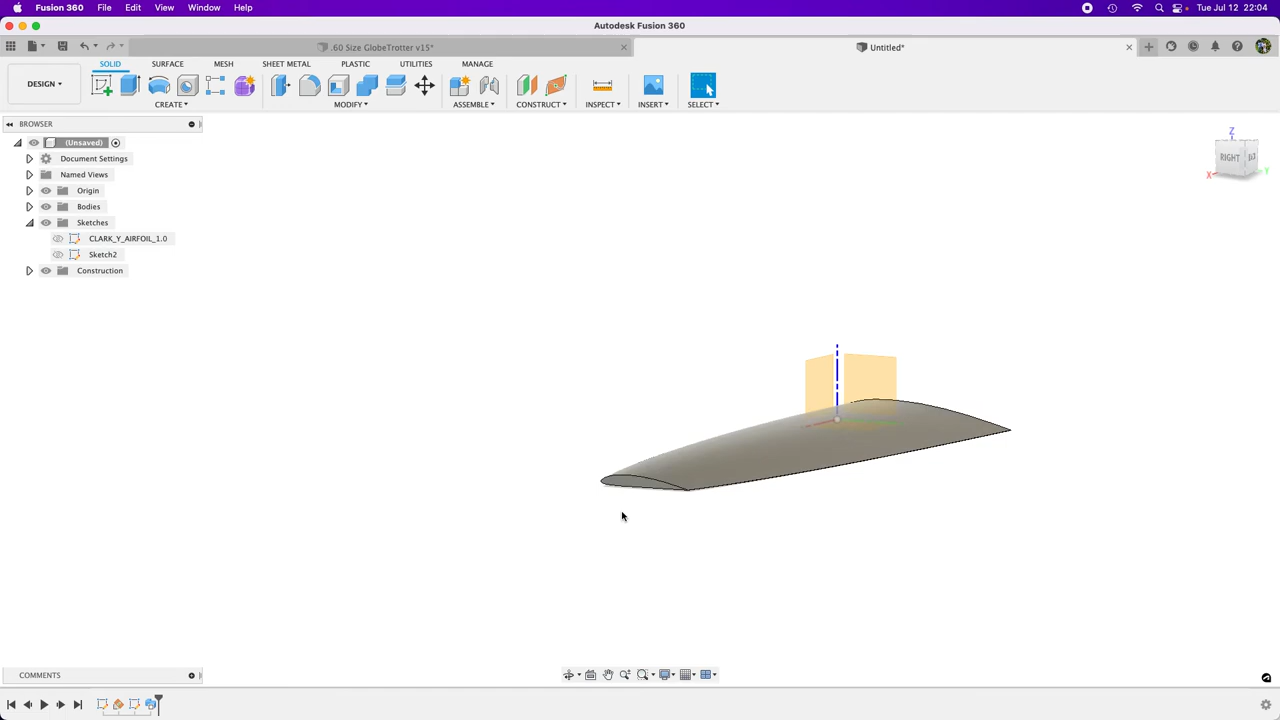 Fusion 360 File Edit View Window Help Tue Jul 12 22:04
Autodesk Fusion 360
.60 Size GlobeTrotter v15* Untitled*
SOLID SURFACE MESH SHEET METAL PLASTIC UTILITIES MANAGE
DESIGN
CREATE MODIFY ASSEMBLE CONSTRUCT INSPECT INSERT SELECT
BROWSER
(Unsaved)
Document Settings
Named Views
Origin
Bodies
Sketches
CLARK_Y_AIRFOIL_1.0
Sketch2
Construction
Z
RIGHT
X
Y
COMMENTS